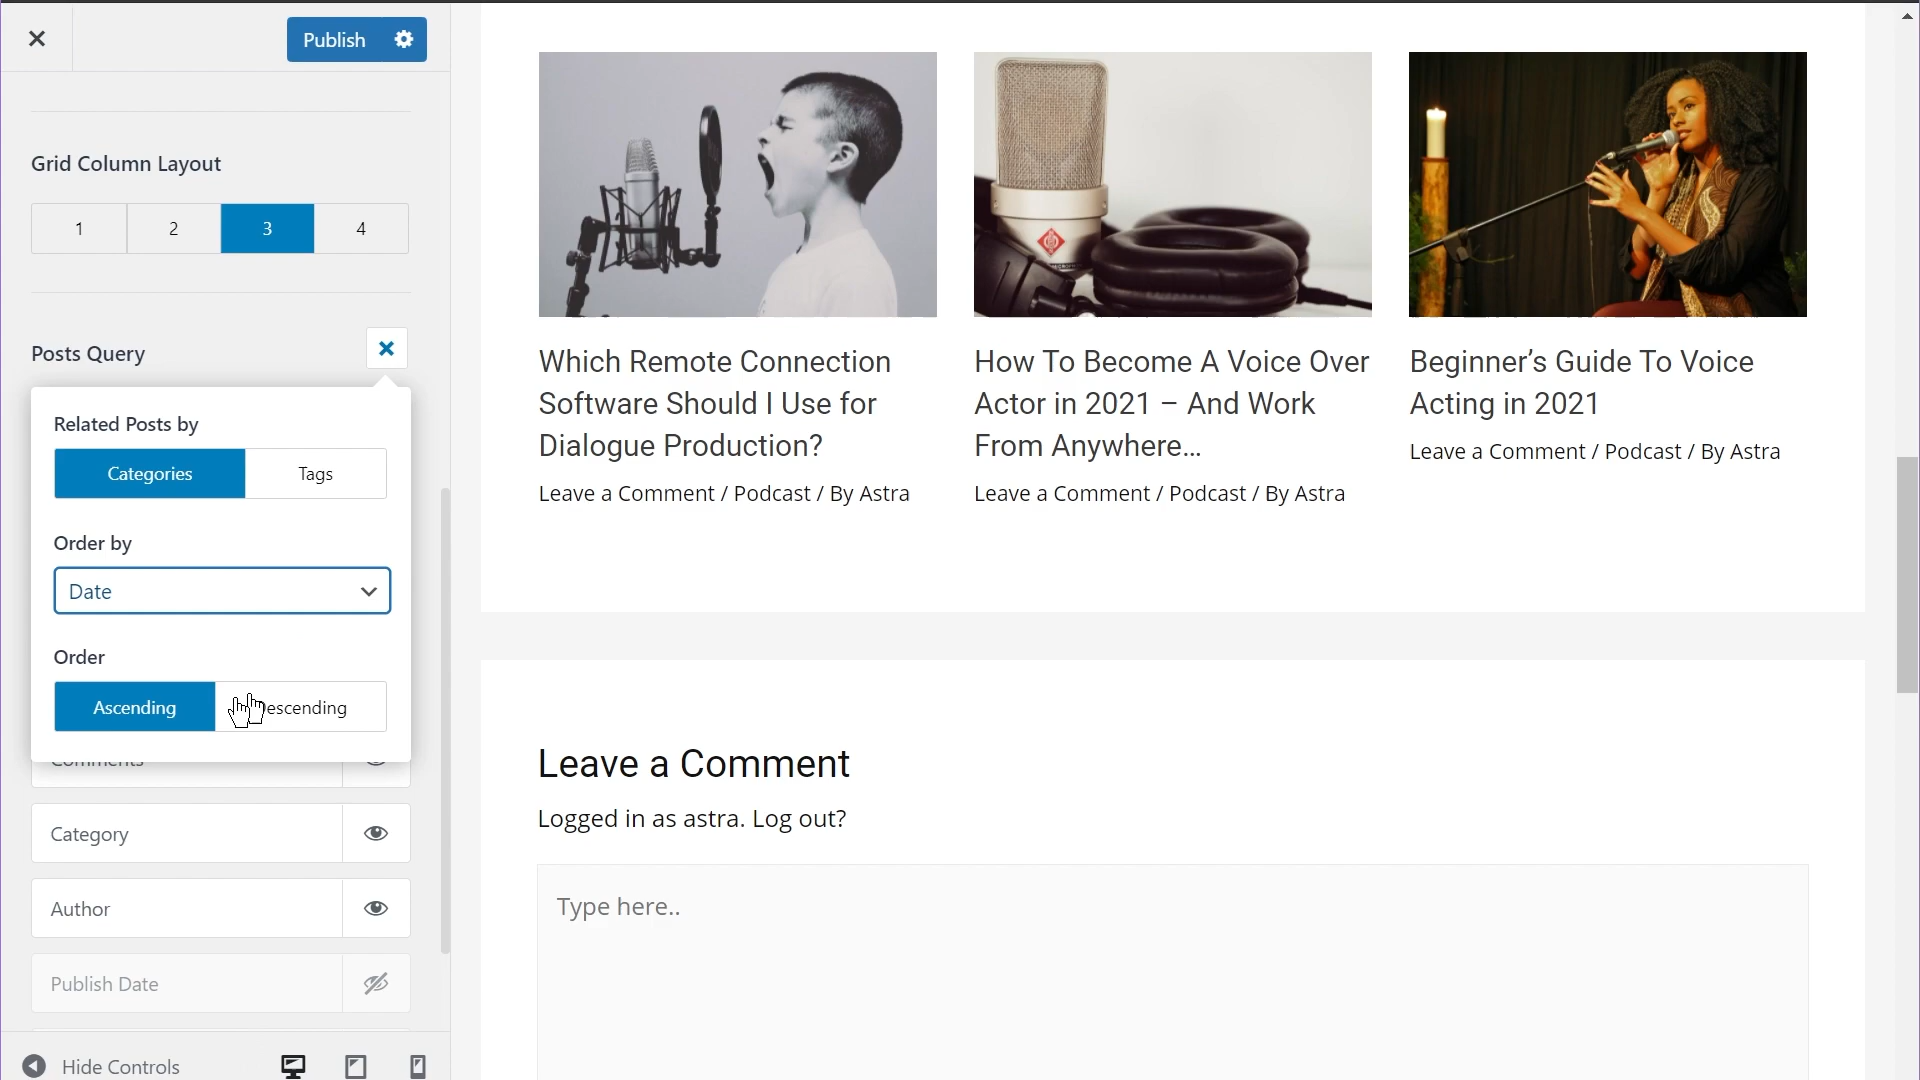 Publish
Grid Column Layout
1 2 3 4
Posts Query
Related Posts by
Categories Tags
Order by
Date
Order
Ascending escending
Comments
Category
Author
Publish Date
Hide Controls
Which Remote Connection
Software Should I Use for
Dialogue Production?
Leave a Comment / Podcast / By Astra
How To Become A Voice Over
Actor in 2021 – And Work
From Anywhere...
Leave a Comment / Podcast / By Astra
Beginner’s Guide To Voice
Acting in 2021
Leave a Comment / Podcast / By Astra
Leave a Comment
Logged in as astra. Log out?
Type here..